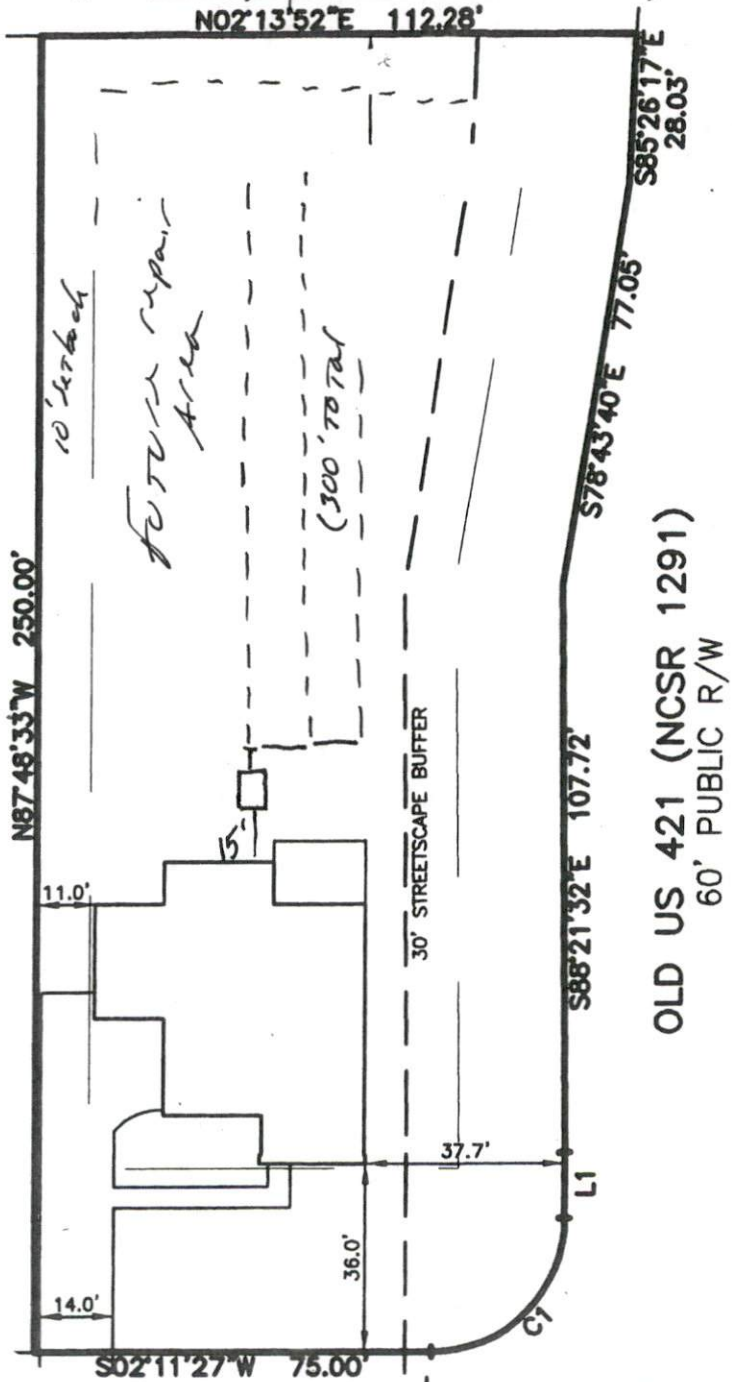 N02°13'52"E 112.28'
S85°26'17"E
28.03'
10' setback
Future repair
Area
(300' TOTAL
77.05'
S78°43'40"E
N87°48'33"W 250.00'
15'
11.0'
30' STREETSCAPE BUFFER
S88°21'32"E 107.72'
OLD US 421 (NCSR 1291)
60' PUBLIC R/W
37.7'
L1
36.0'
14.0'
C1
S02°11'27"W 75.00'